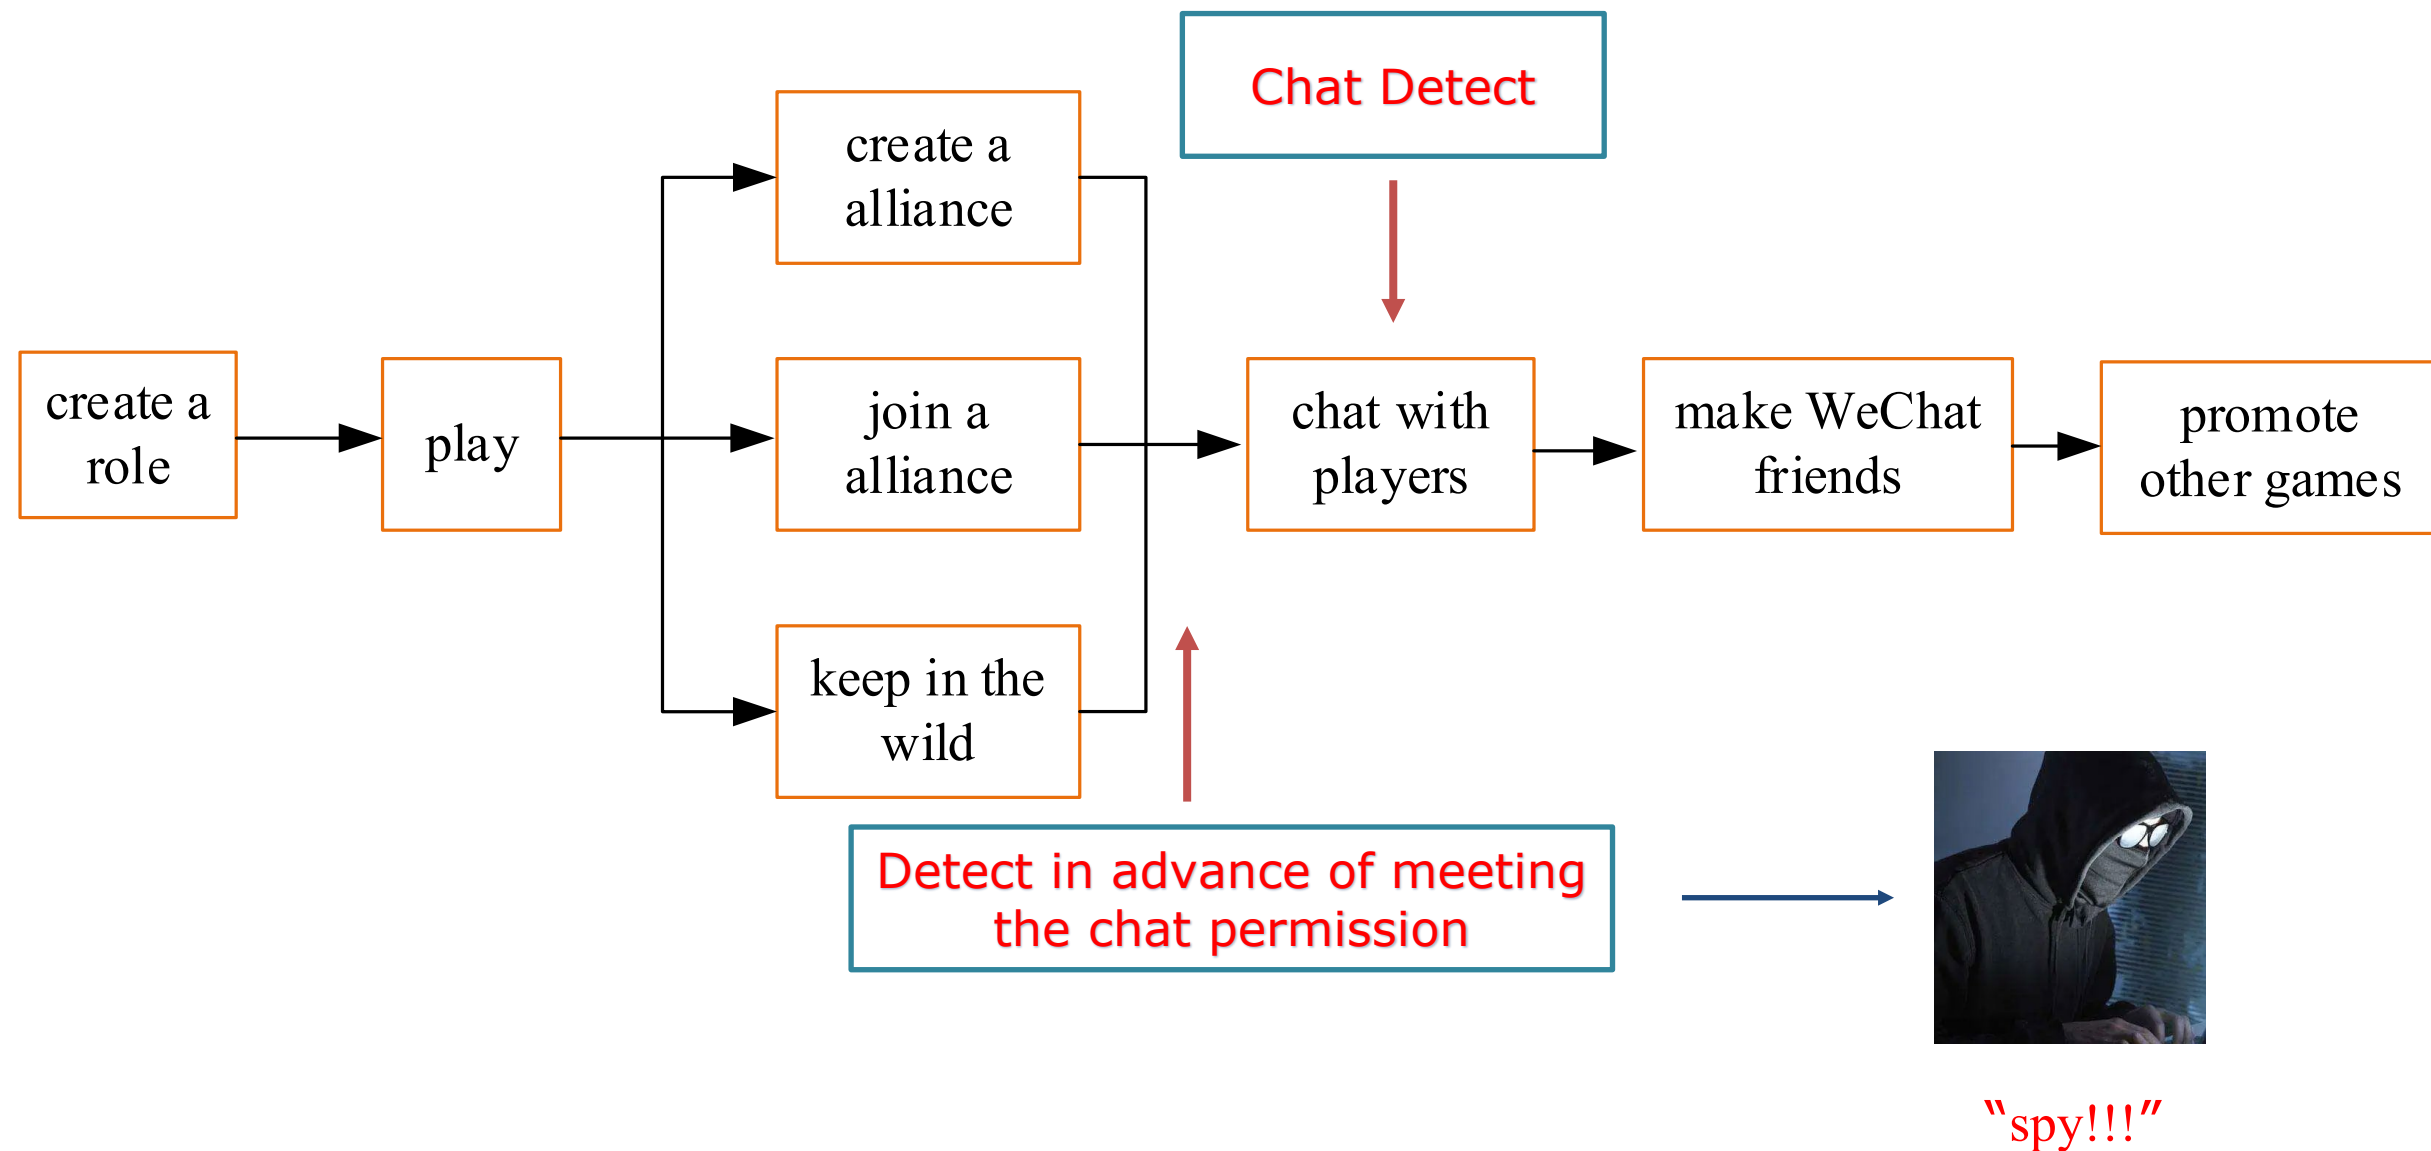 Chat Detect
create a
alliance
create a
role
play
join a
alliance
chat with
players
make WeChat
friends
promote
other games
keep in the
wild
Detect in advance of meeting
the chat permission
“spy!!!”